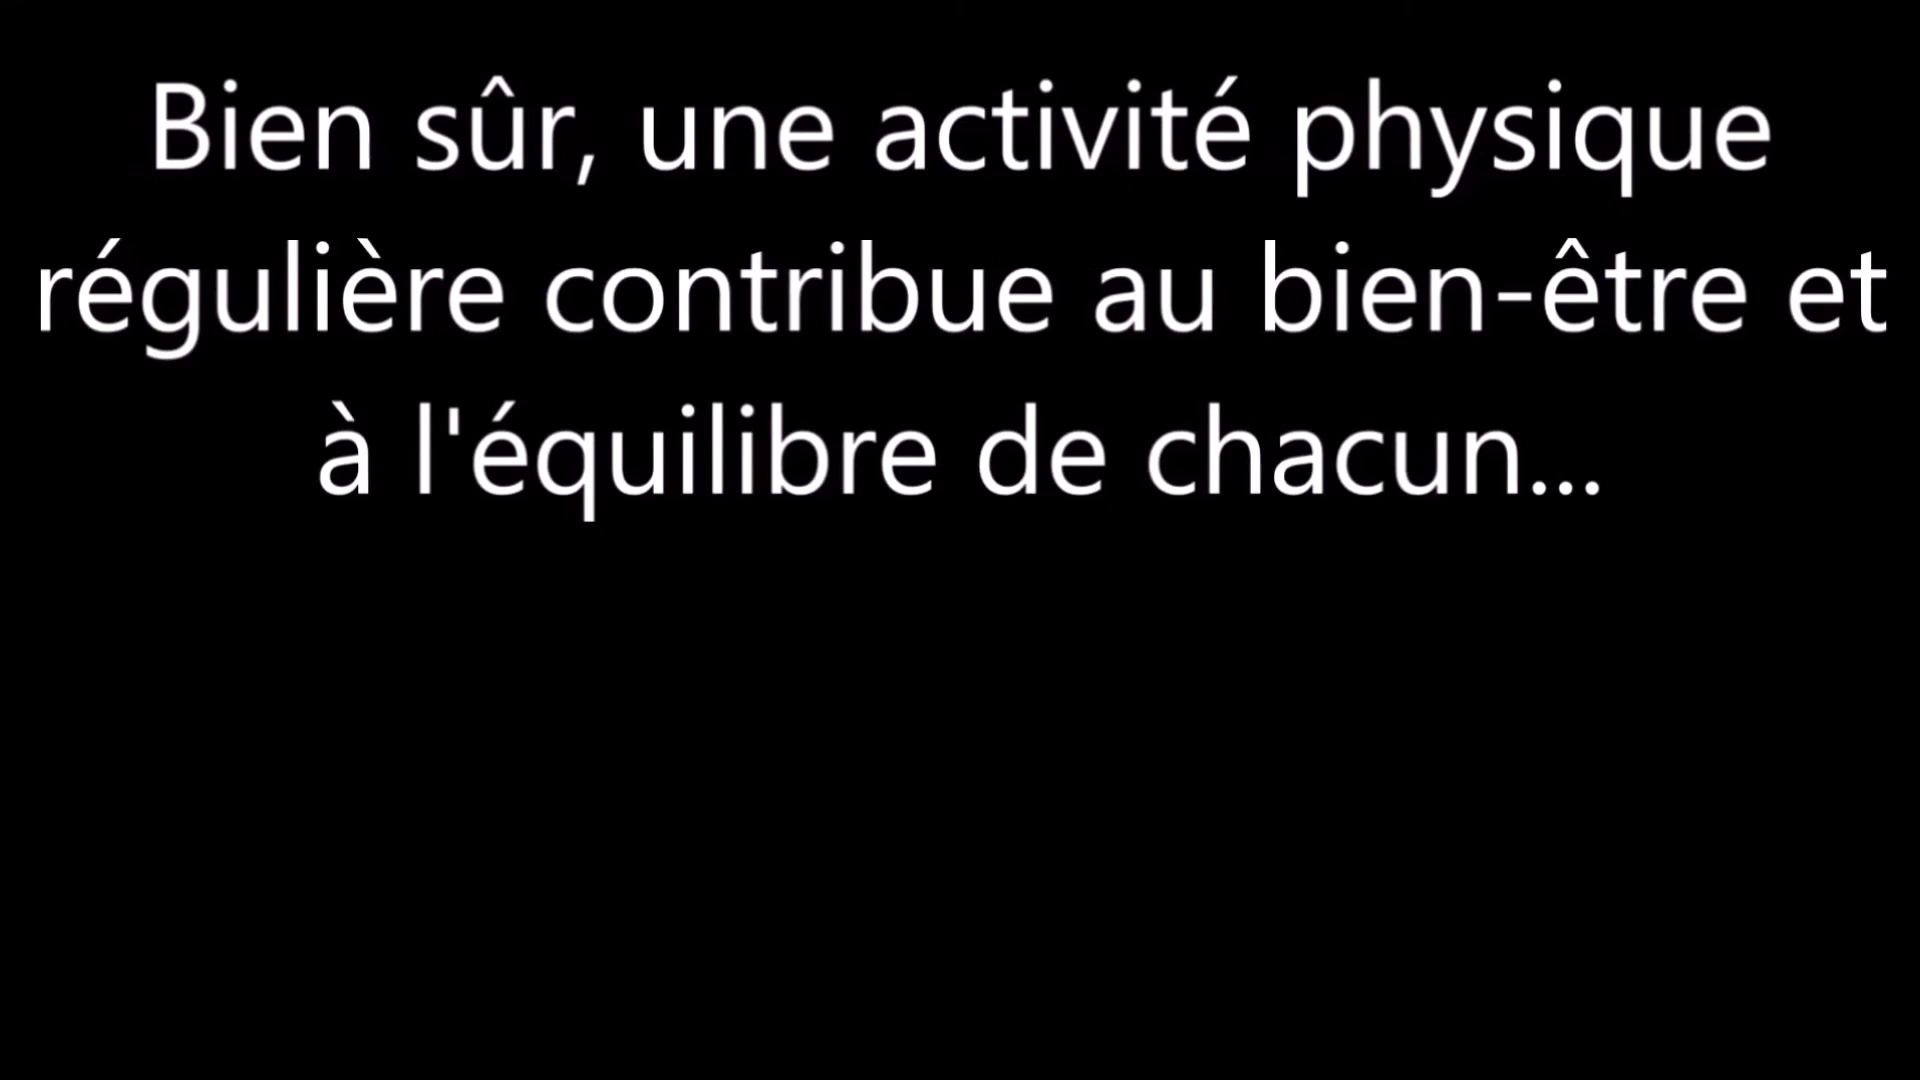 Bien sûr, une activité physique
régulière contribue au bien-être et
à l'équilibre de chacun...